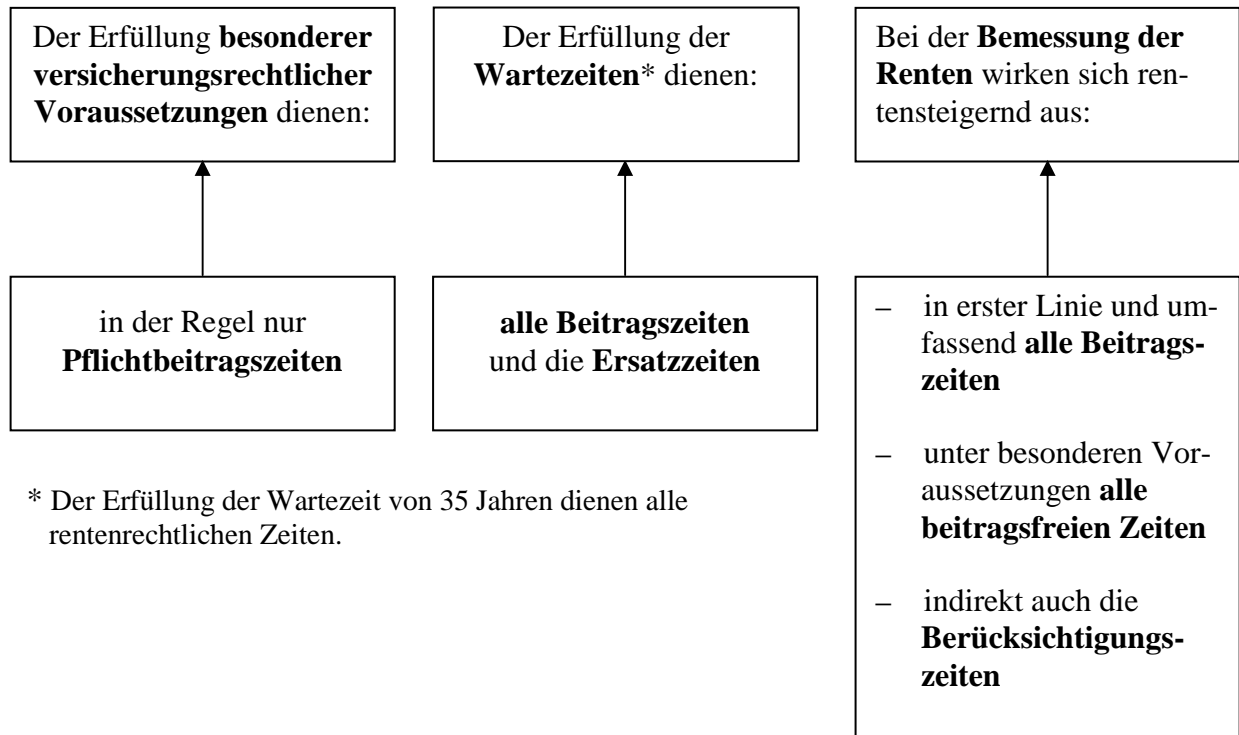 Der Erfüllung besonderer
versicherungsrechtlicher
Voraussetzungen dienen:
Der Erfüllung der
Wartezeiten* dienen:
Bei der Bemessung der
Renten wirken sich ren-
tensteigernd aus:
in der Regel nur
Pflichtbeitragszeiten
alle Beitragszeiten
und die Ersatzzeiten
– in erster Linie und um-
fassend alle Beitrags-
zeiten
– unter besonderen Vor-
aussetzungen alle
beitragsfreien Zeiten
– indirekt auch die
Berücksichtigungs-
zeiten
* Der Erfüllung der Wartezeit von 35 Jahren dienen alle
rentenrechtlichen Zeiten.